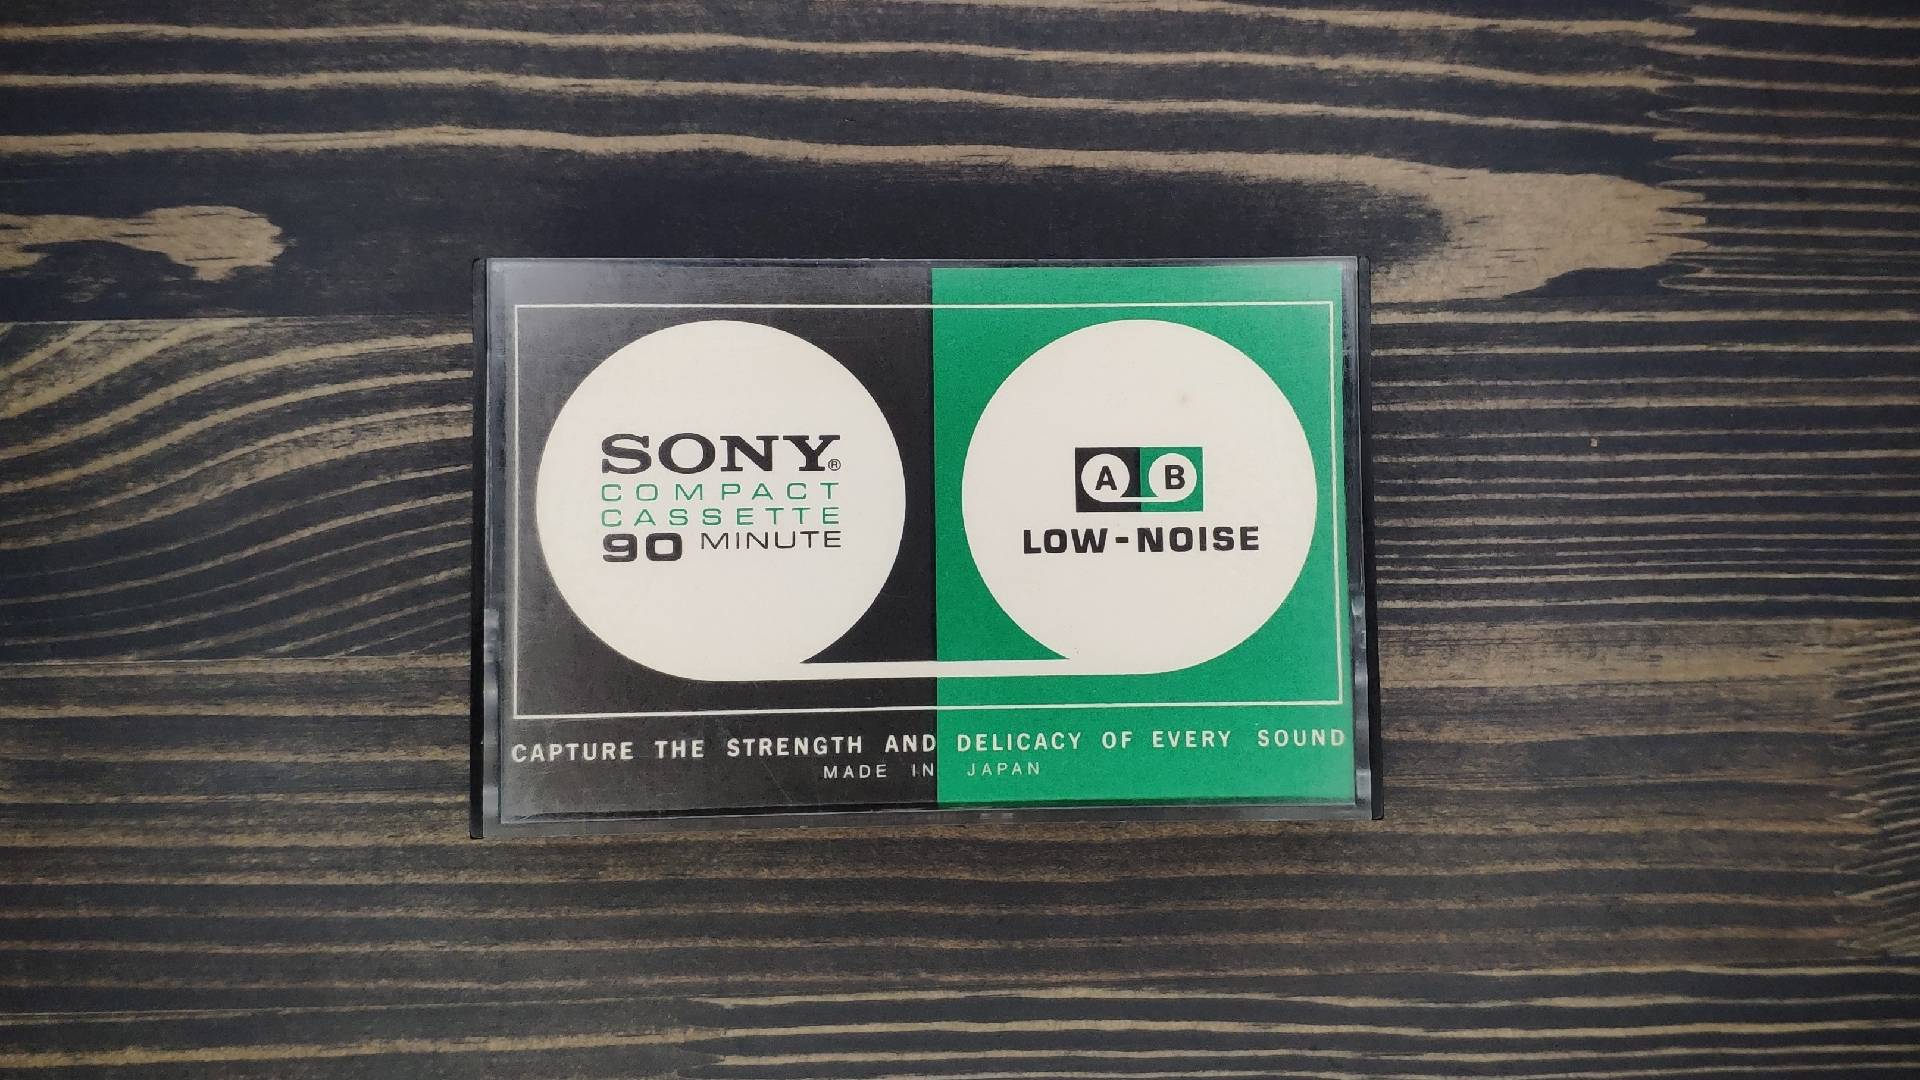 SONY®
COMPACT
CASSETTE
90 MINUTE
A B
LOW-NOISE
CAPTURE THE STRENGTH AND DELICACY OF EVERY SOUND
MADE IN JAPAN